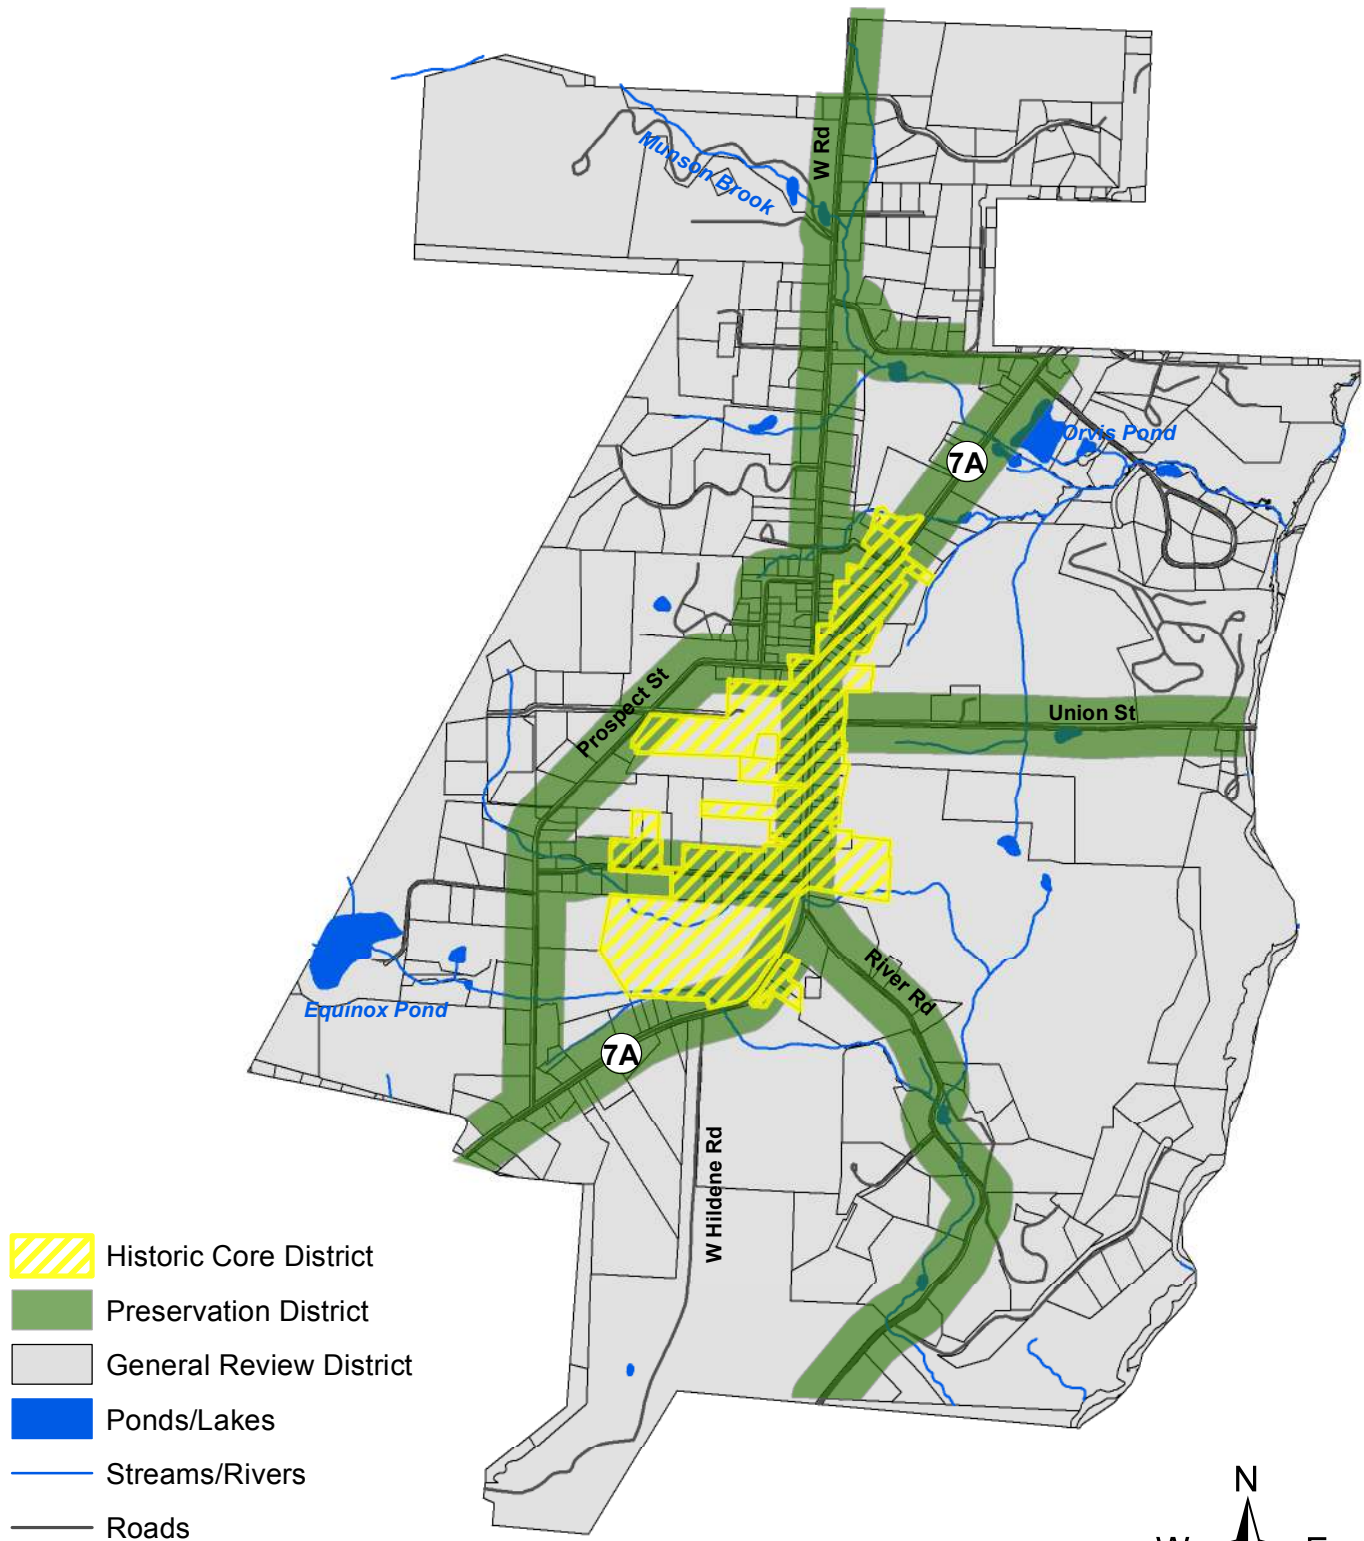 W Rd
Munson Brook
Orvis Pond
7A
Prospect St
Union St
River Rd
Equinox Pond
7A
W Hildene Rd
Historic Core District
Preservation District
General Review District
Ponds/Lakes
Streams/Rivers
Roads
N
W E